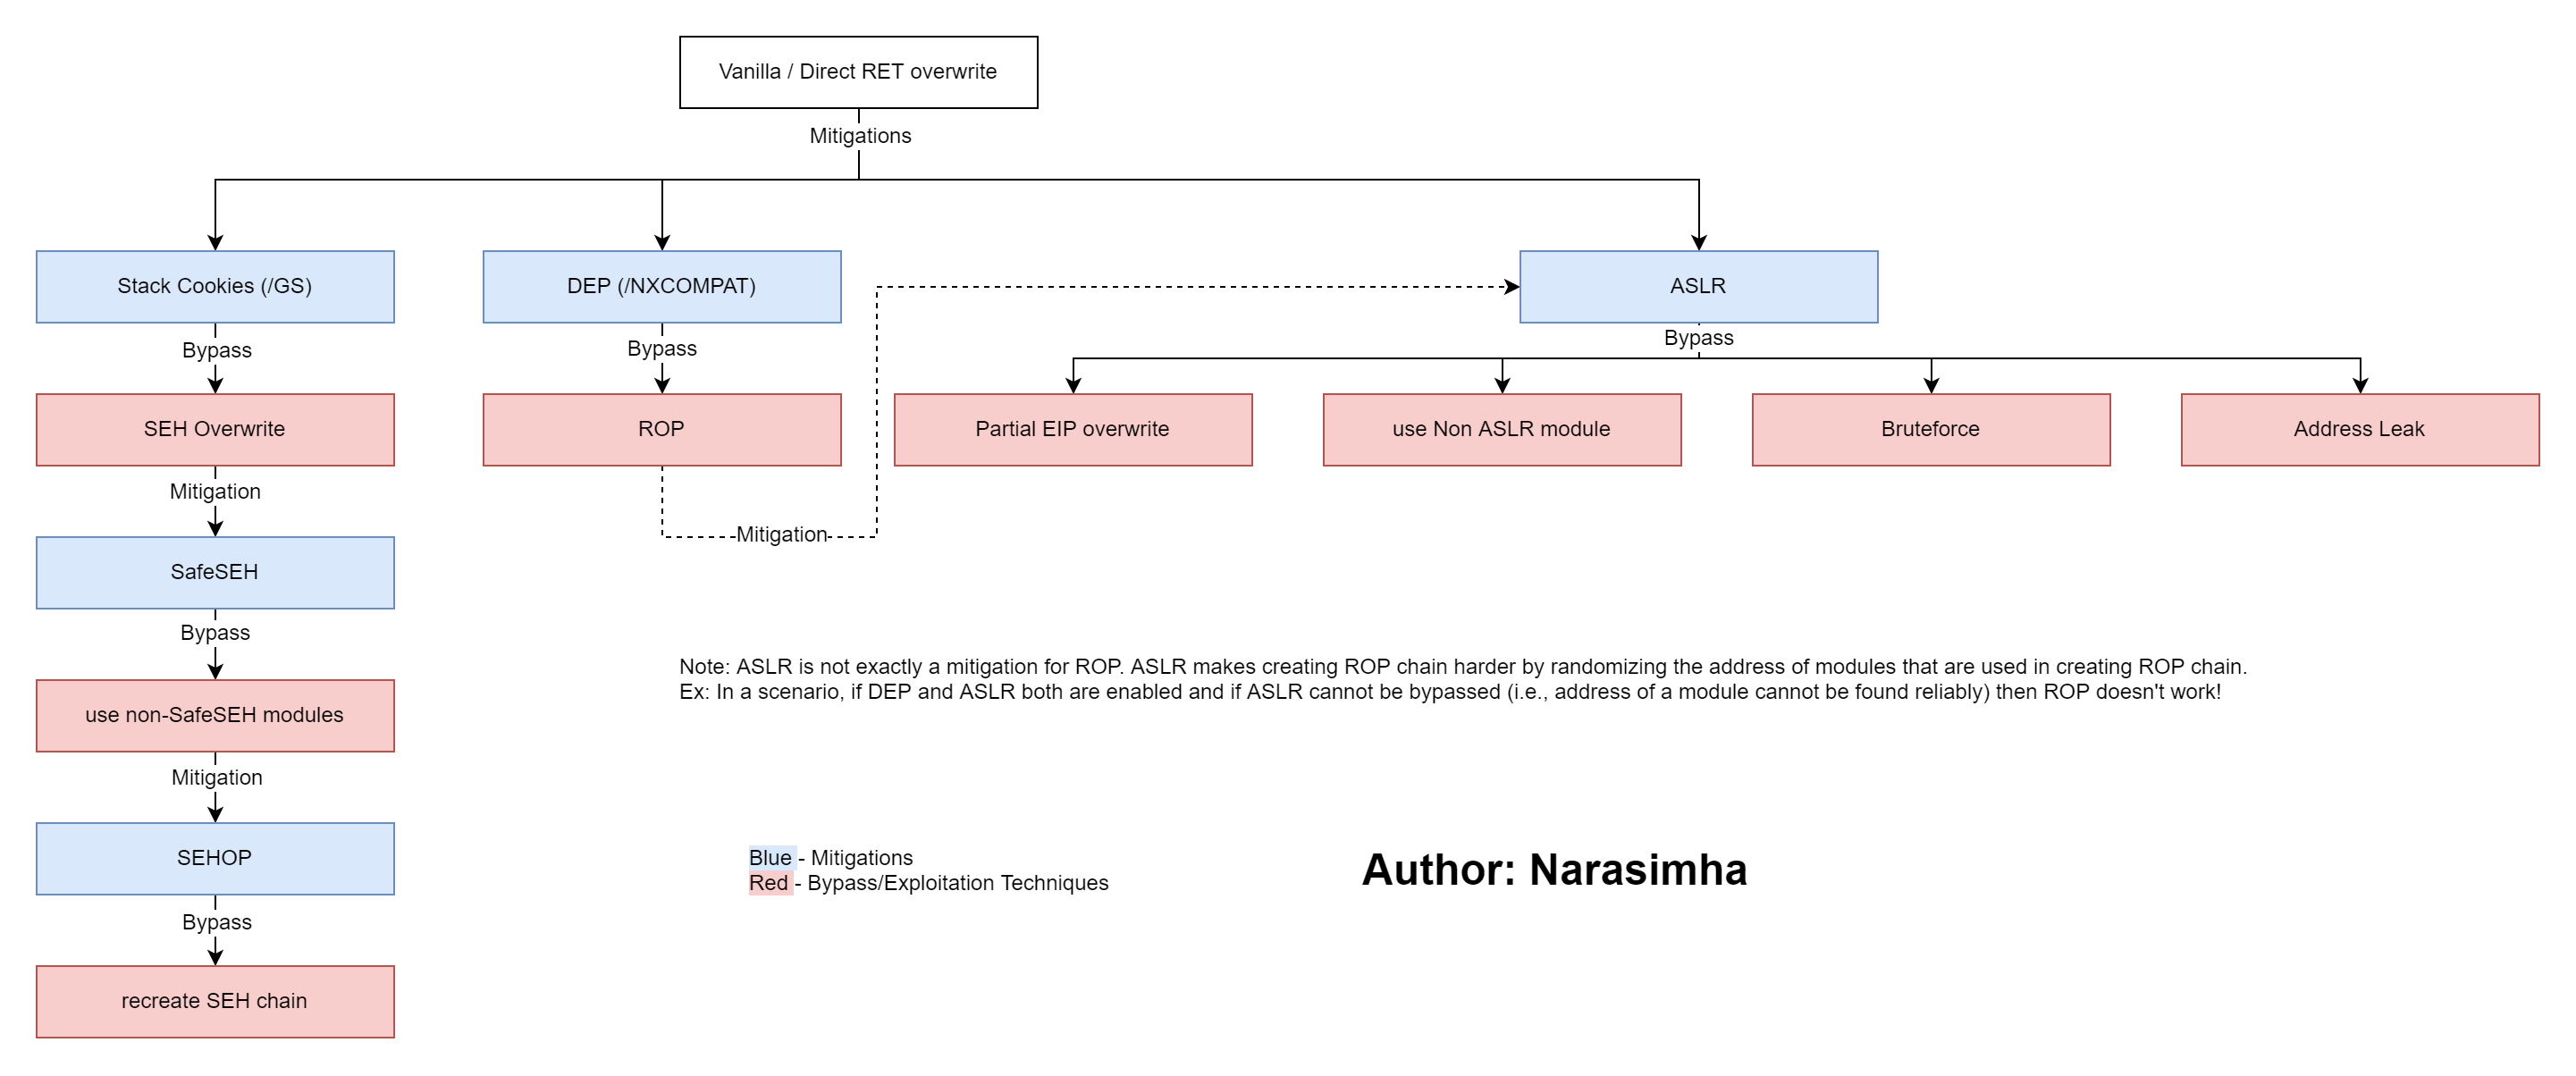 Vanilla / Direct RET overwrite
Mitigations
Stack Cookies (/GS)
DEP (/NXCOMPAT)
ASLR
Bypass
Bypass
Bypass
SEH Overwrite
ROP
Partial EIP overwrite
use Non ASLR module
Bruteforce
Address Leak
Mitigation
Mitigation
SafeSEH
Bypass
Note: ASLR is not exactly a mitigation for ROP. ASLR makes creating ROP chain harder by randomizing the address of modules that are used in creating ROP chain.
Ex: In a scenario, if DEP and ASLR both are enabled and if ASLR cannot be bypassed (i.e., address of a module cannot be found reliably) then ROP doesn't work!
use non-SafeSEH modules
Mitigation
SEHOP
Blue - Mitigations
Red - Bypass/Exploitation Techniques
Author: Narasimha
Bypass
recreate SEH chain